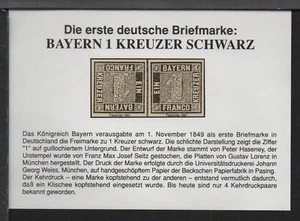 Die erste deutsche Briefmarke:
BAYERN 1 KREUZER SCHWARZ
FRANCO
FRANCO
Das Königreich Bayern verausgabte am 1. November 1849 als erste Briefmarke in
Deutschland die Freimarke zu 1 Kreuzer schwarz. Die schlichte Darstellung zeigt die Ziffer
"1" auf guillochiertem Untergrund. Der Entwurf der Marke stammt von Peter Haseney, der
Urstempel wurde von Franz Max Josef Seitz gestochen, die Platten von Gustav Lorenz in
München hergestellt. Der Druck der Marke erfolgte durch die Universitätsdruckerei Johann
Georg Weiss, München, auf handgeschöpftem Papier der Beckschen Papierfabrik in Pasing.
Der Kehrdruck – eine Marke kopfstehend zu der anderen - entstand vermutlich dadurch,
daß ein Klischee kopfstehend eingesetzt wurde. Bis heute sind nur 4 Kehrdruckpaare
bekannt geworden.